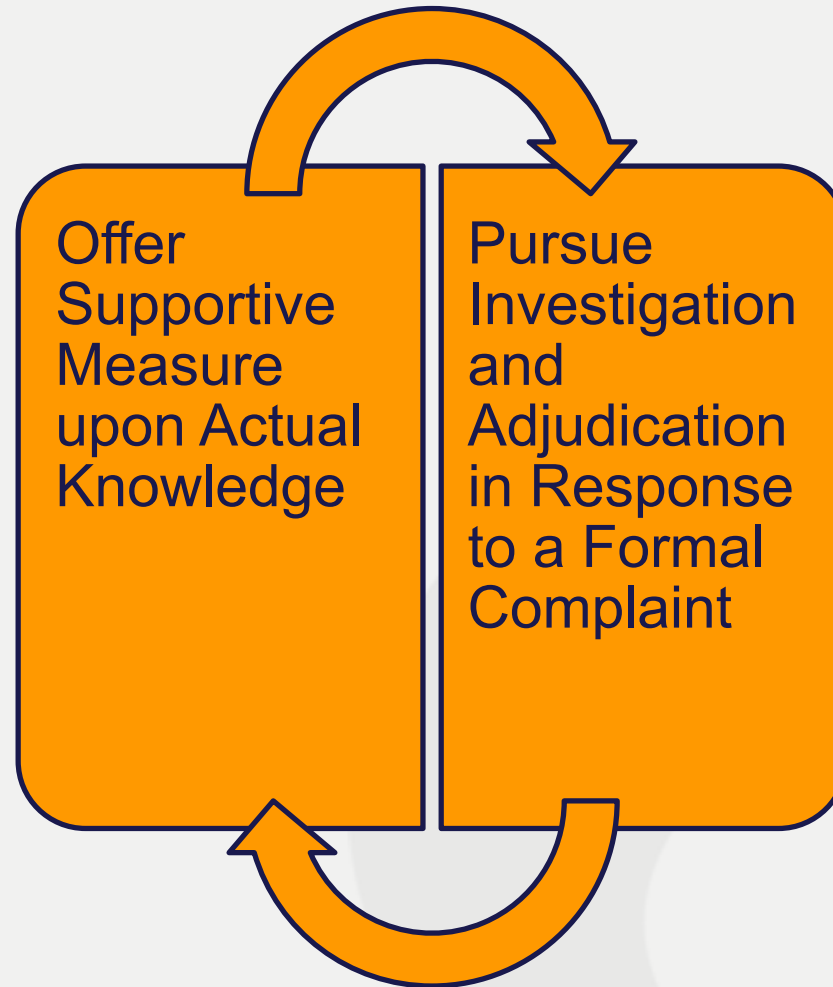 Offer
Supportive
Measure
upon Actual
Knowledge
Pursue
Investigation
and
Adjudication
in Response
to a Formal
Complaint